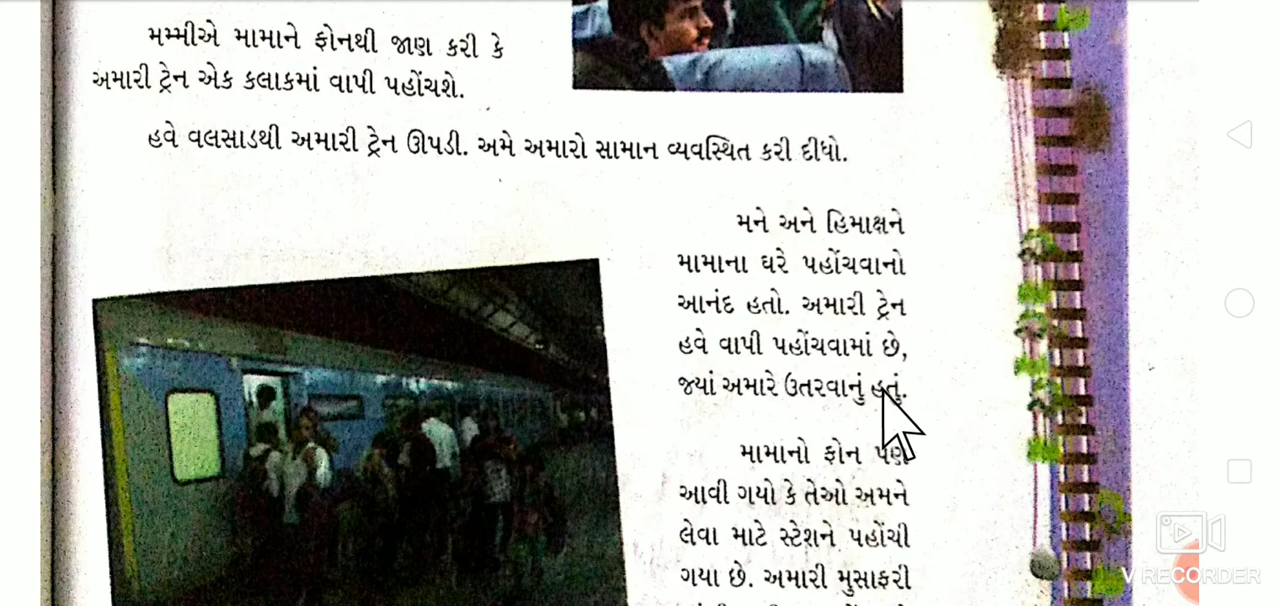 મમ્મીએ મામાને ફોનથી જાણ કરી કે
અમારી ટ્રેન એક કલાકમાં વાપી પહોંચશે.
હવે વલસાડથી અમારી ટ્રેન ઊપડી. અમે અમારો સામાન વ્યવસ્થિત કરી દીધો.
મને અને હિમાક્ષને
મામાના ઘરે પહોંચવાનો
આનંદ હતો. અમારી ટ્રેન
હવે વાપી પહોંચવામાં છે,
જ્યાં અમારે ઉતરવાનું હતું.
મામાનો ફોન પણ
આવી ગયો કે તેઓ અમને
લેવા માટે સ્ટેશને પહોંચી
ગયા છે. અમારી મુસાફરી
V RECORDER